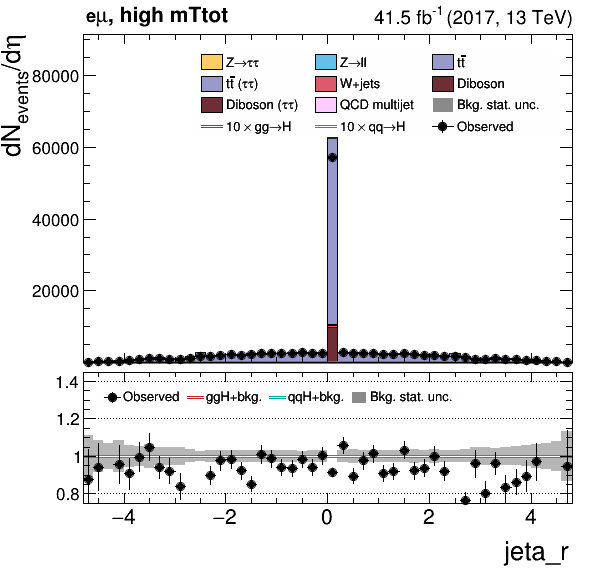 eμ, high mTtot 41.5 fb⁻¹ (2017, 13 TeV)
dN_events/dη
80000
60000
40000
20000
0
Z→ττ Z→ll tt̄
tt̄ (ττ) W+jets Diboson
Diboson (ττ) QCD multijet Bkg. stat. unc.
10 × gg→H 10 × qq→H Observed
1.4
1.2
1
0.8
Observed ggH+bkg. qqH+bkg. Bkg. stat. unc.
−4 −2 0 2 4
jeta_r